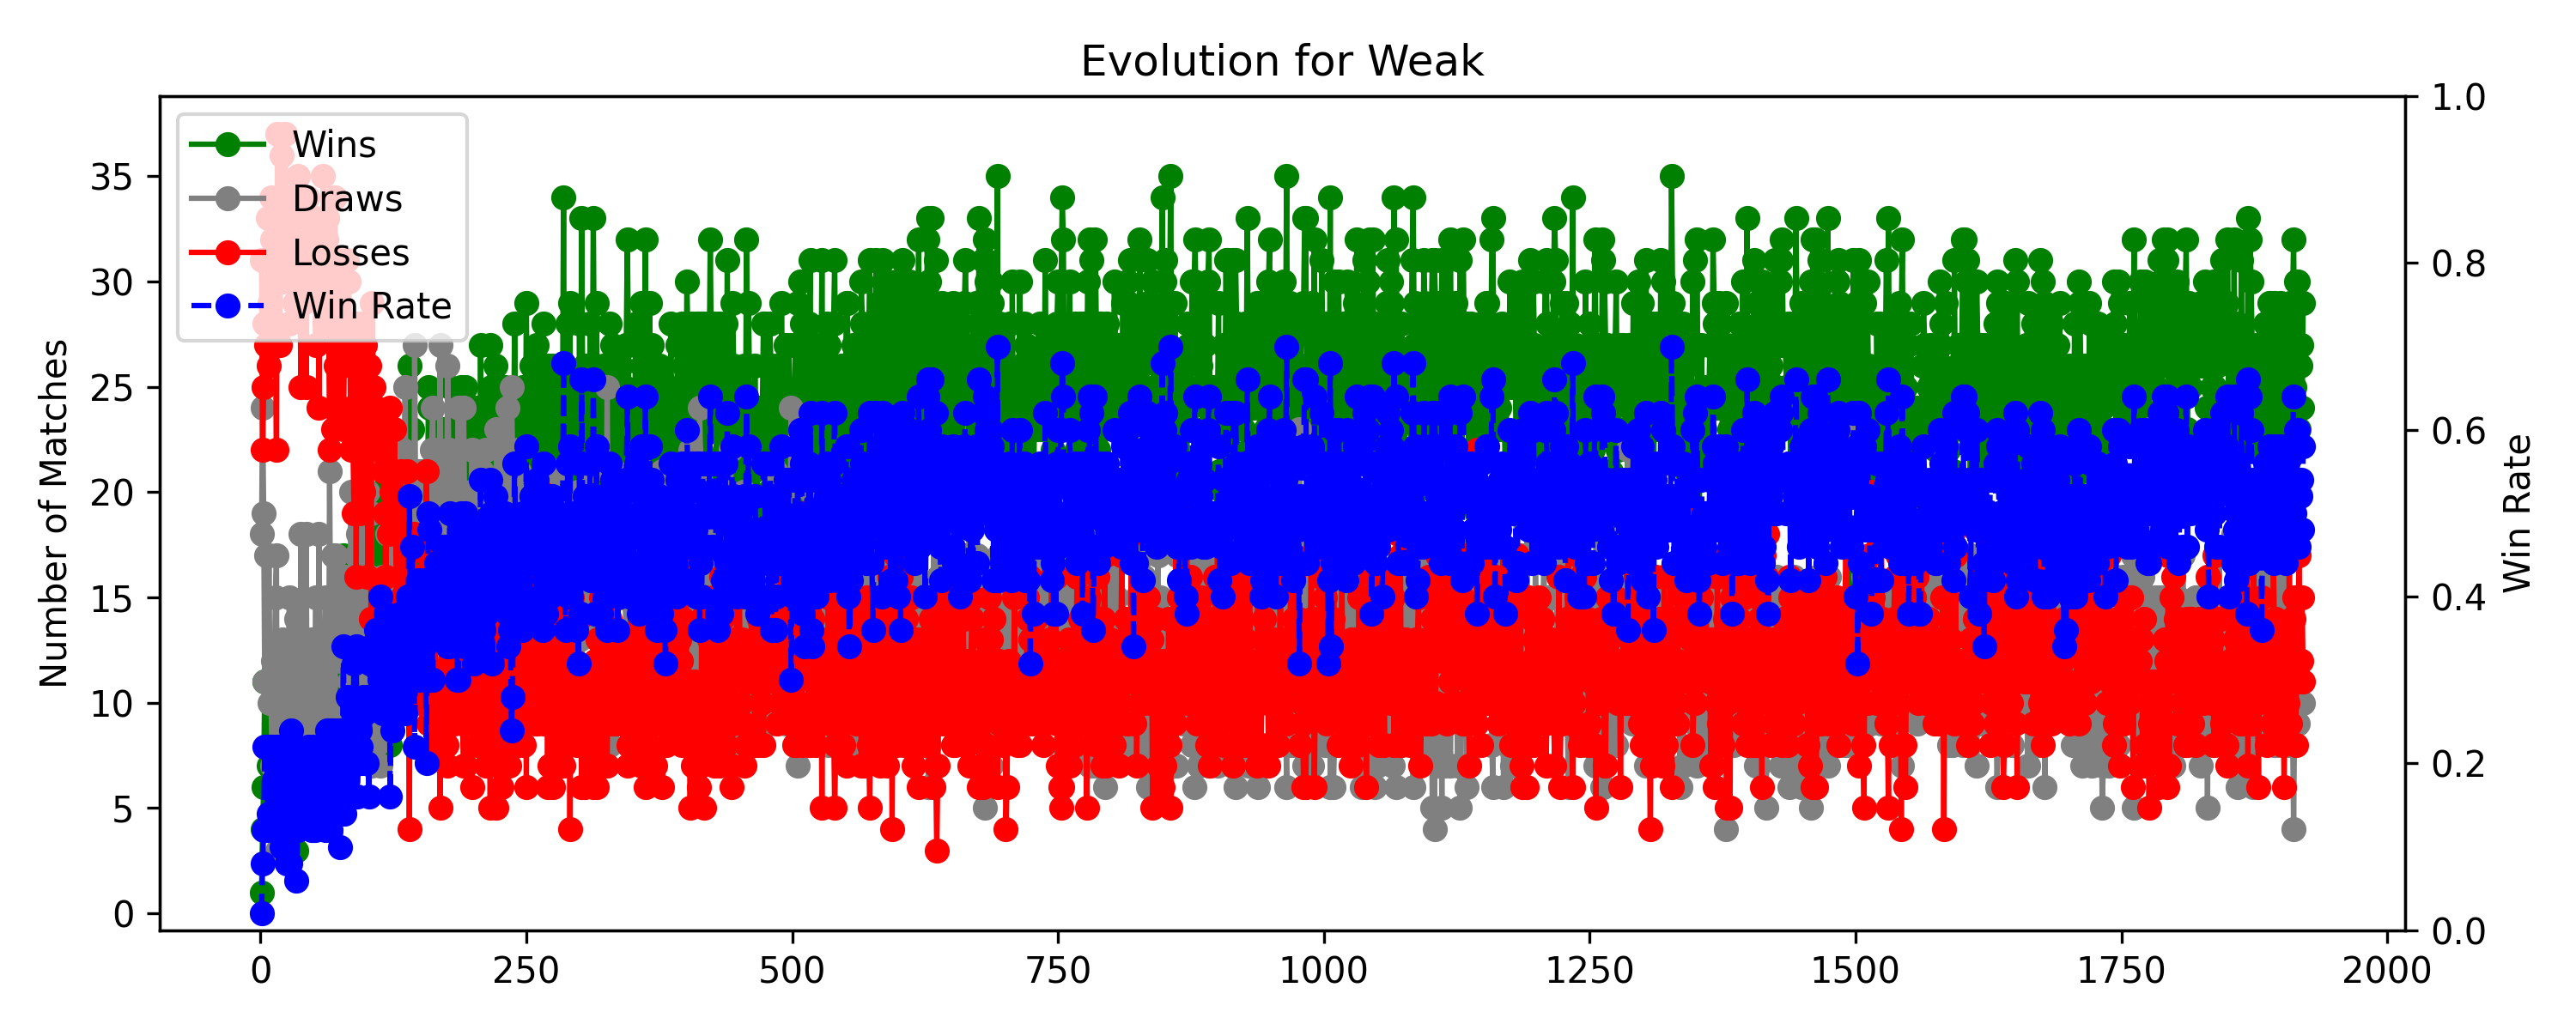 Evolution for Weak
Wins
Draws
Losses
Win Rate
Number of Matches
35
30
25
20
15
10
5
0
0 250 500 750 1000 1250 1500 1750 2000
1.0
0.8
0.6
0.4
0.2
0.0
Win Rate